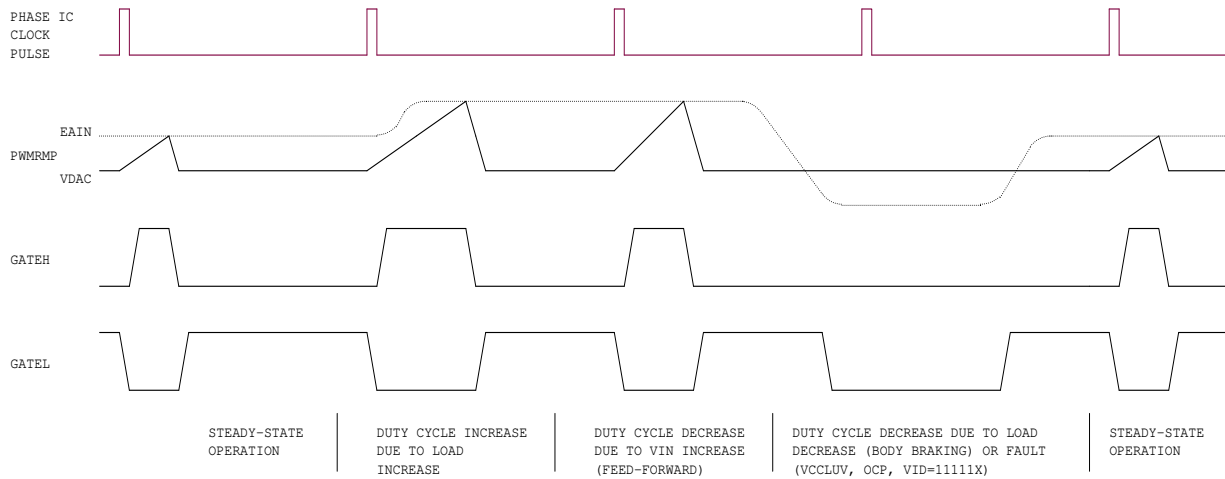 PHASE IC
CLOCK
PULSE
EAIN
PWMRMP
VDAC
GATEH
GATEL
STEADY-STATE
OPERATION
DUTY CYCLE INCREASE
DUE TO LOAD
INCREASE
DUTY CYCLE DECREASE
DUE TO VIN INCREASE
(FEED-FORWARD)
DUTY CYCLE DECREASE DUE TO LOAD
DECREASE (BODY BRAKING) OR FAULT
(VCCLUV, OCP, VID=11111X)
STEADY-STATE
OPERATION